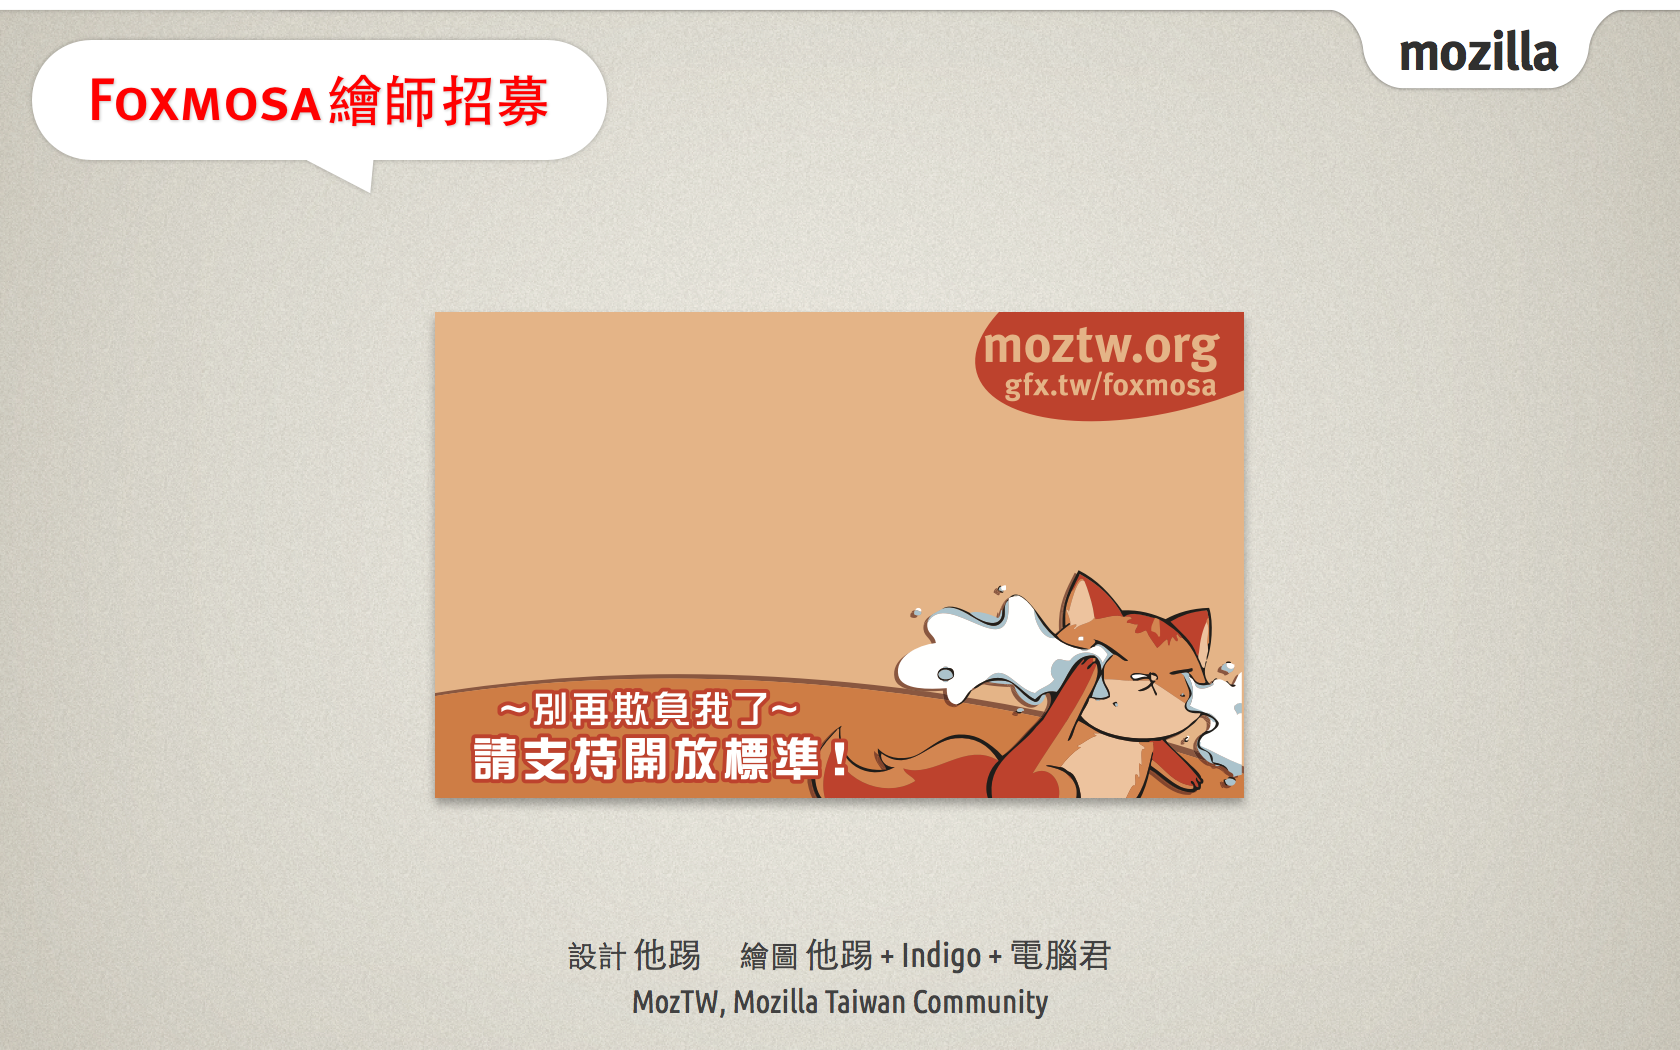 mozilla
Foxmosa 繪師招募
moztw.org
gfx.tw/foxmosa
～別再欺負我了～
請支持開放標準！
設計 他踢 繪圖 他踢 + Indigo + 電腦君
MozTW, Mozilla Taiwan Community